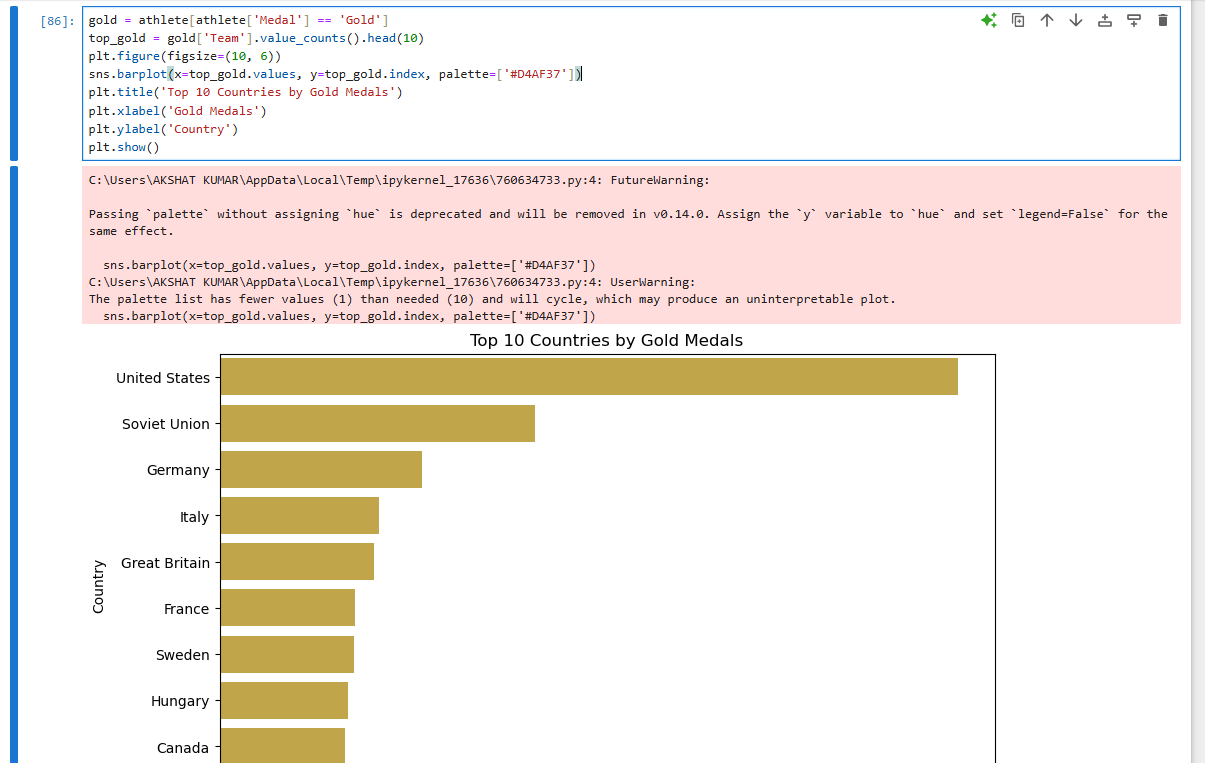 [86]: gold = athlete[athlete['Medal'] == 'Gold']
top_gold = gold['Team'].value_counts().head(10)
plt.figure(figsize=(10, 6))
sns.barplot(x=top_gold.values, y=top_gold.index, palette=['#D4AF37'])
plt.title('Top 10 Countries by Gold Medals')
plt.xlabel('Gold Medals')
plt.ylabel('Country')
plt.show()
C:\Users\AKSHAT KUMAR\AppData\Local\Temp\ipykernel_17636\760634733.py:4: FutureWarning:
Passing `palette` without assigning `hue` is deprecated and will be removed in v0.14.0. Assign the `y` variable to `hue` and set `legend=False` for the
same effect.
sns.barplot(x=top_gold.values, y=top_gold.index, palette=['#D4AF37'])
C:\Users\AKSHAT KUMAR\AppData\Local\Temp\ipykernel_17636\760634733.py:4: UserWarning:
The palette list has fewer values (1) than needed (10) and will cycle, which may produce an uninterpretable plot.
sns.barplot(x=top_gold.values, y=top_gold.index, palette=['#D4AF37'])
Top 10 Countries by Gold Medals
United States
Soviet Union
Germany
Italy
Great Britain
Country
France
Sweden
Hungary
Canada